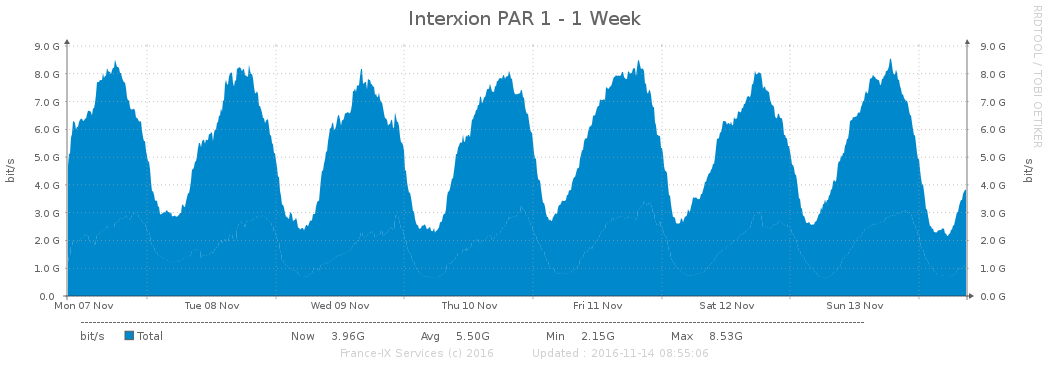 Interxion PAR 1 - 1 Week
RRDTOOL / TOBI OETIKER
9.0 G 9.0 G
8.0 G 8.0 G
7.0 G 7.0 G
6.0 G 6.0 G
5.0 G 5.0 G
4.0 G 4.0 G
3.0 G 3.0 G
2.0 G 2.0 G
1.0 G 1.0 G
0.0 0.0 G
bit/s bit/s
Mon 07 Nov Tue 08 Nov Wed 09 Nov Thu 10 Nov Fri 11 Nov Sat 12 Nov Sun 13 Nov
bit/s Total Now 3.96G Avg 5.50G Min 2.15G Max 8.53G
France-IX Services (c) 2016 Updated : 2016-11-14 08:55:06